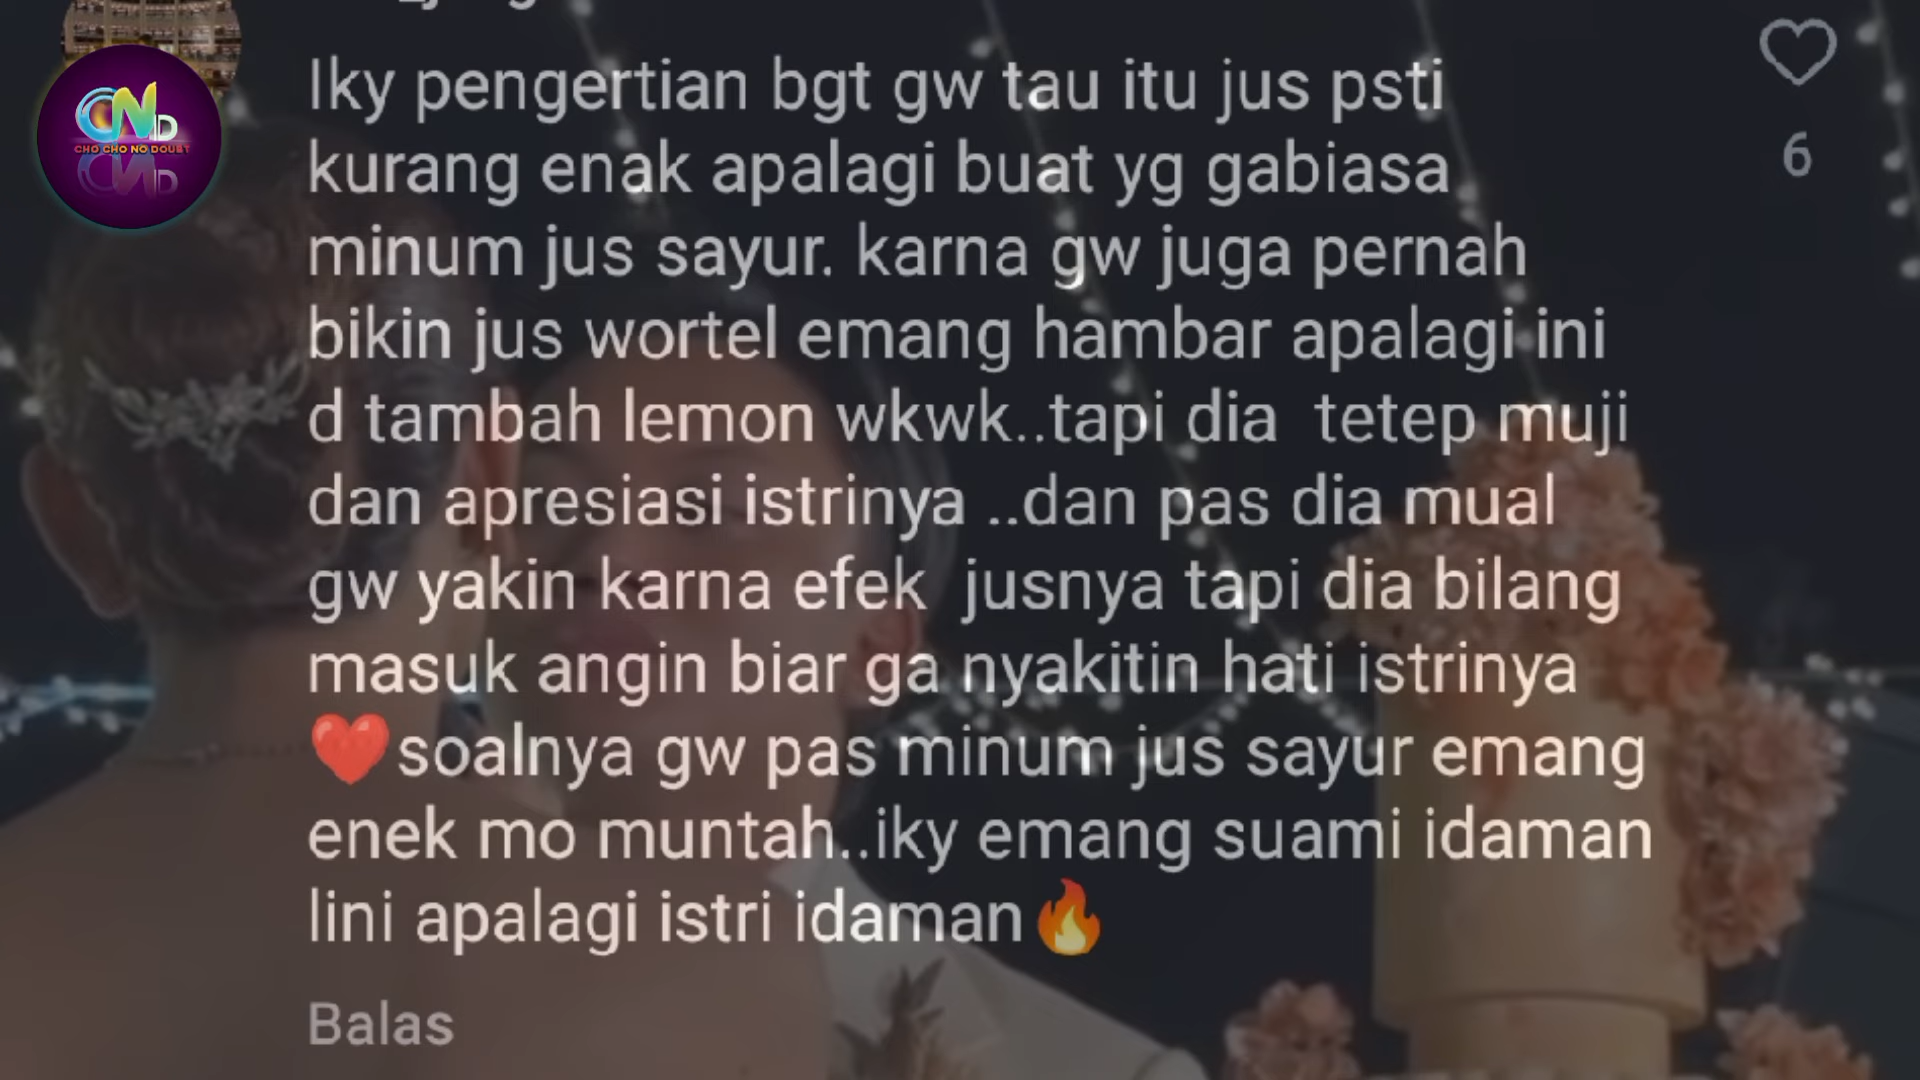 CND
CHO CHO NO DOUBT
6
Iky pengertian bgt gw tau itu jus psti
kurang enak apalagi buat yg gabiasa
minum jus sayur. karna gw juga pernah
bikin jus wortel emang hambar apalagi ini
d tambah lemon wkwk..tapi dia  tetep muji
dan apresiasi istrinya ..dan pas dia mual
gw yakin karna efek  jusnya tapi dia bilang
masuk angin biar ga nyakitin hati istrinya
❤️soalnya gw pas minum jus sayur emang
enek mo muntah..iky emang suami idaman
lini apalagi istri idaman🔥
Balas